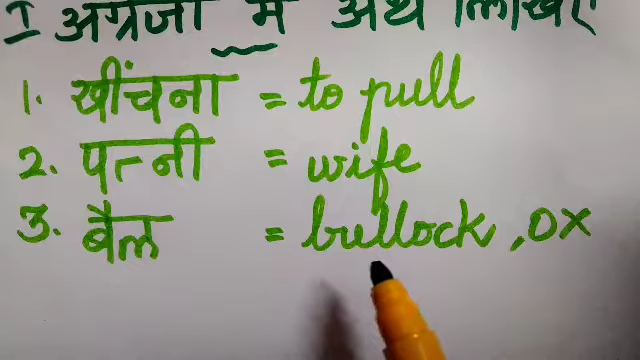 I अंग्रेजी में अर्थ लिखिए
1. खींचना = to pull
2. पत्नी = wife
3. बैल = bullock, ox